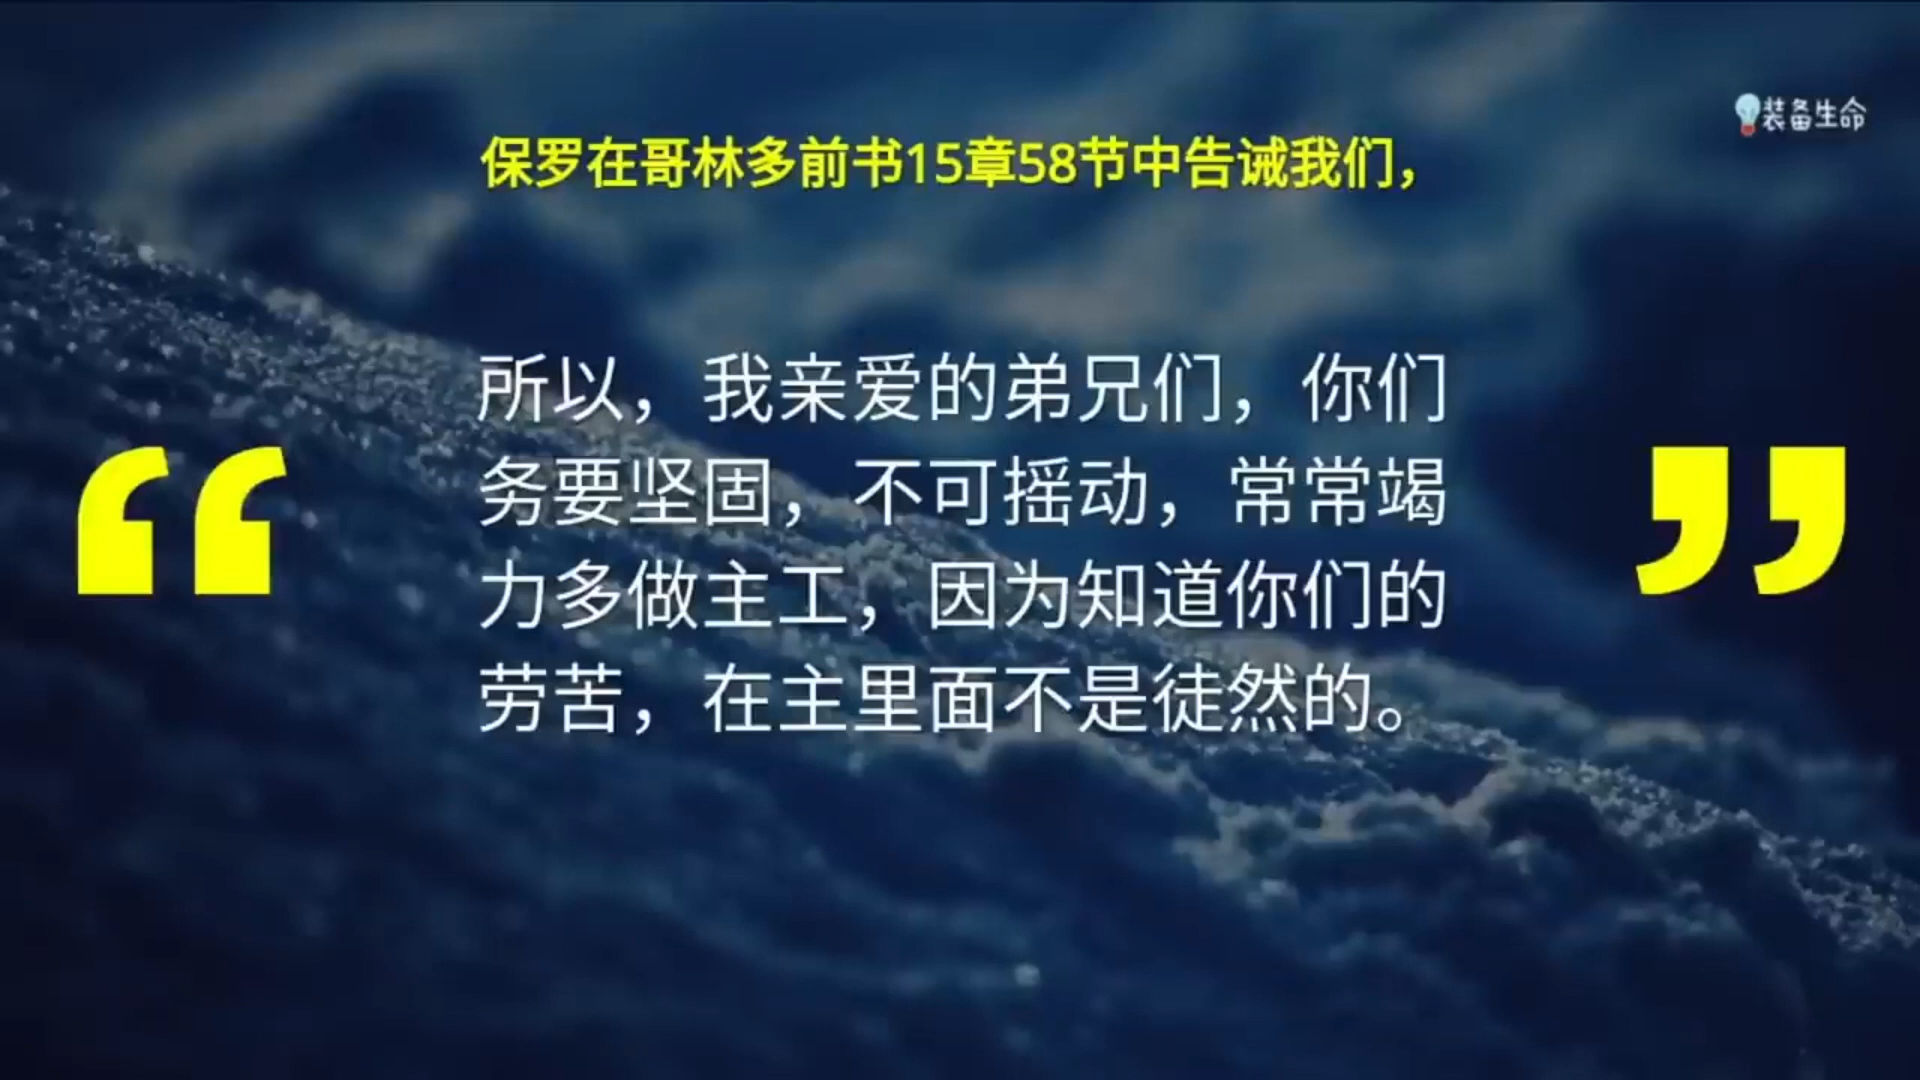 装备生命
保罗在哥林多前书15章58节中告诫我们，
“所以，我亲爱的弟兄们，你们
务要坚固，不可摇动，常常竭
力多做主工，因为知道你们的
劳苦，在主里面不是徒然的。”